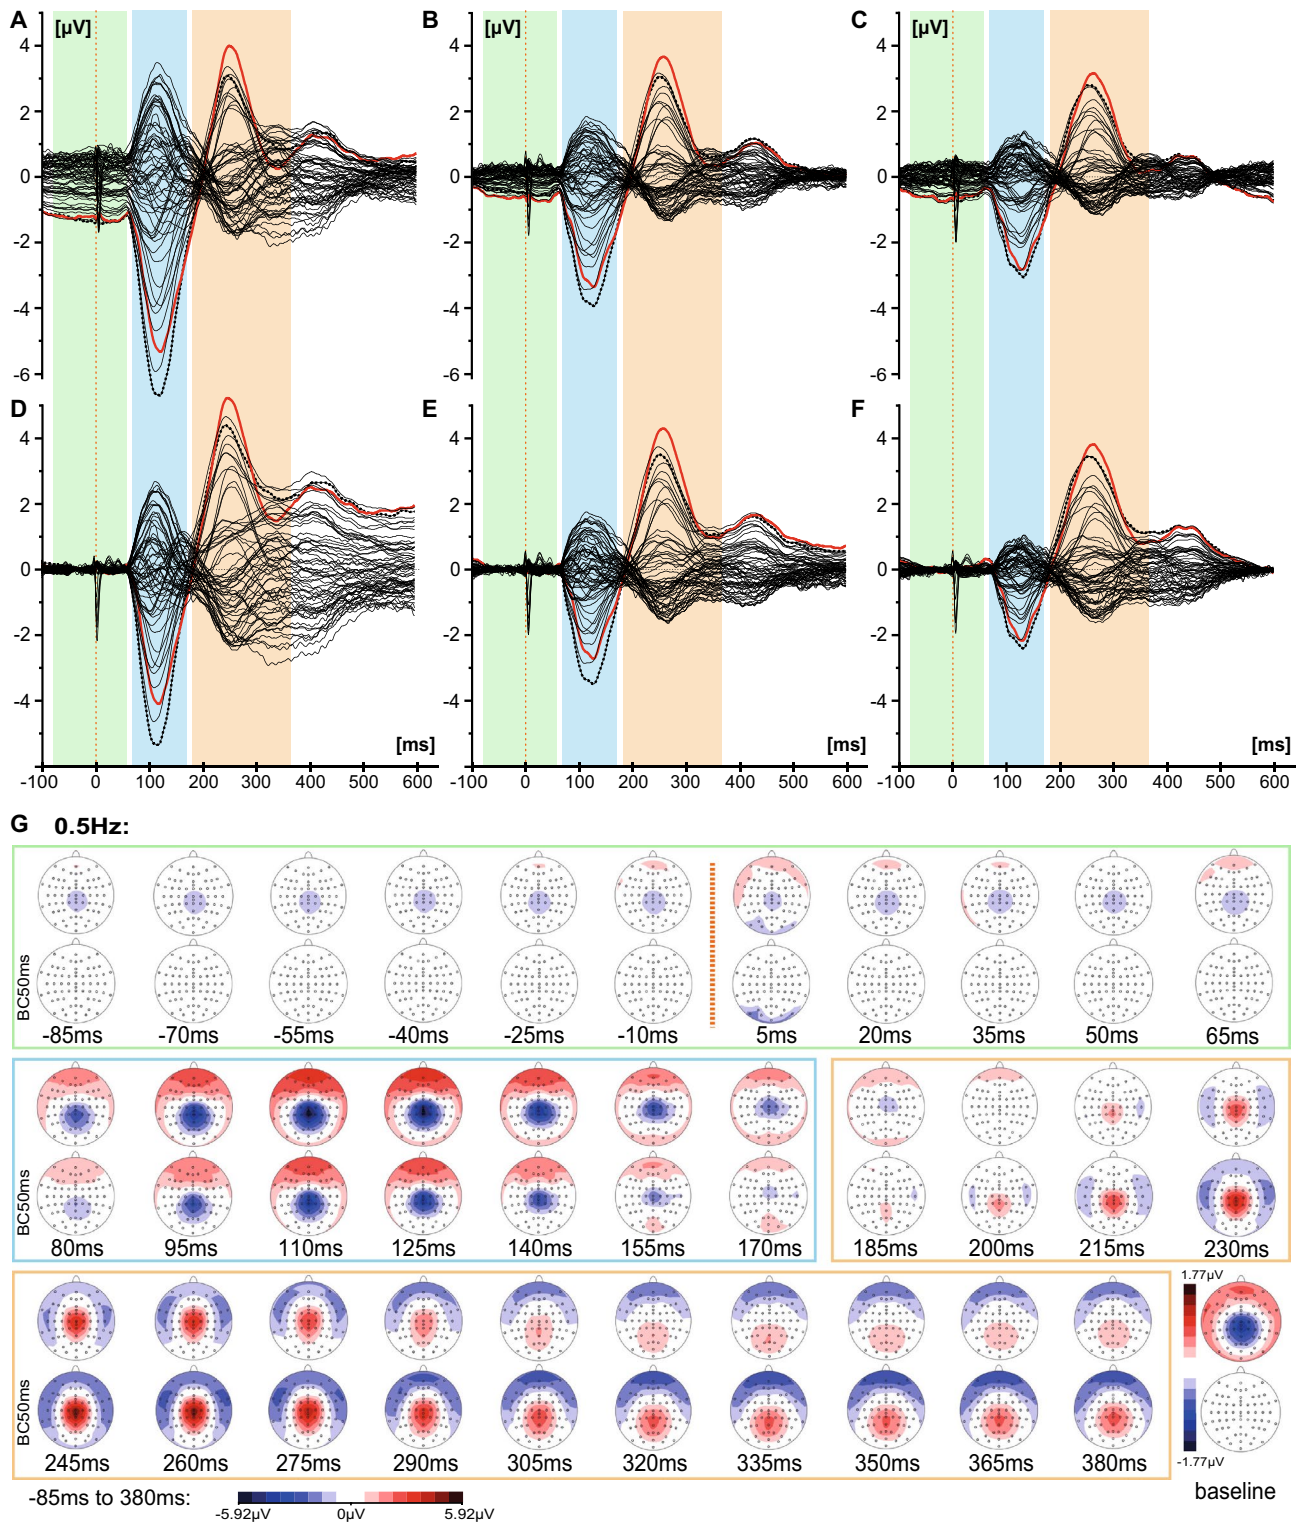 A B C
[µV] [µV] [µV]
4 4 4
2 2 2
0 0 0
-2 -2 -2
-4 -4 -4
-6 -6 -6
D E F
4 4 4
2 2 2
0 0 0
-2 -2 -2
-4 -4 -4
[ms] [ms] [ms]
-100 0 100 200 300 400 500 600 -100 0 100 200 300 400 500 600 -100 0 100 200 300 400 500 600
G 0.5Hz:
BC50ms
-85ms -70ms -55ms -40ms -25ms -10ms 5ms 20ms 35ms 50ms 65ms
BC50ms
80ms 95ms 110ms 125ms 140ms 155ms 170ms 185ms 200ms 215ms 230ms
1.77µV
BC50ms
-1.77µV
245ms 260ms 275ms 290ms 305ms 320ms 335ms 350ms 365ms 380ms
baseline
-85ms to 380ms:
-5.92µV 0µV 5.92µV